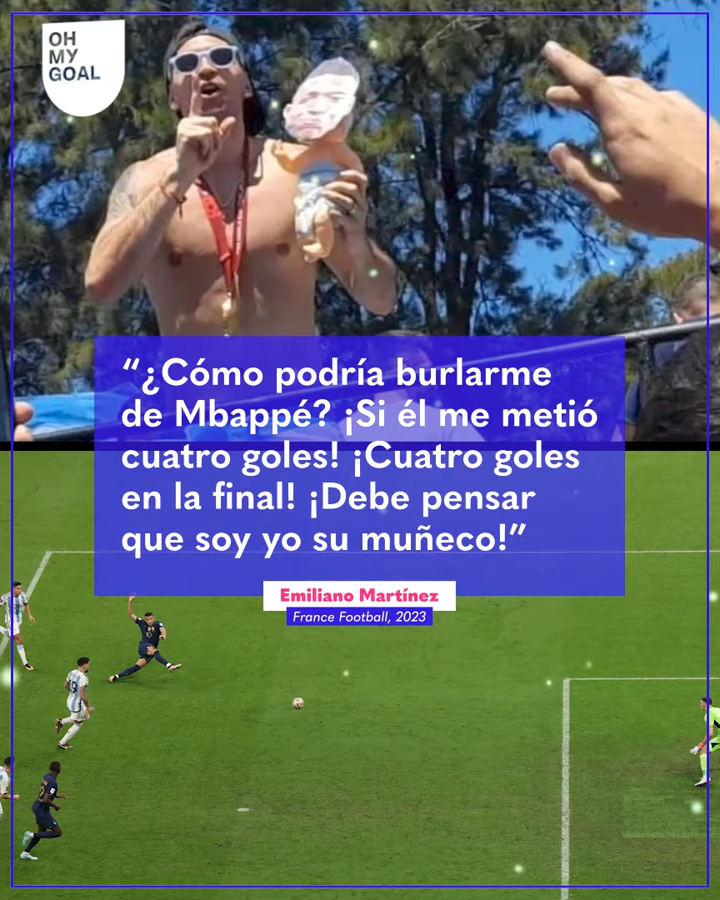 OH
MY
GOAL
“¿Cómo podría burlarme
de Mbappé? ¡Si él me metió
cuatro goles! ¡Cuatro goles
en la final! ¡Debe pensar
que soy yo su muñeco!”
Emiliano Martínez
France Football, 2023